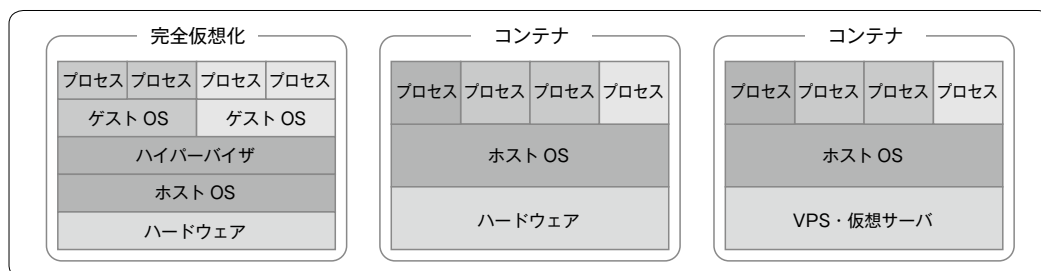 完全仮想化
プロセス プロセス プロセス プロセス
ゲスト OS ゲスト OS
ハイパーバイザ
ホスト OS
ハードウェア
コンテナ
プロセス プロセス プロセス プロセス
ホスト OS
ハードウェア
コンテナ
プロセス プロセス プロセス プロセス
ホスト OS
VPS・仮想サーバ